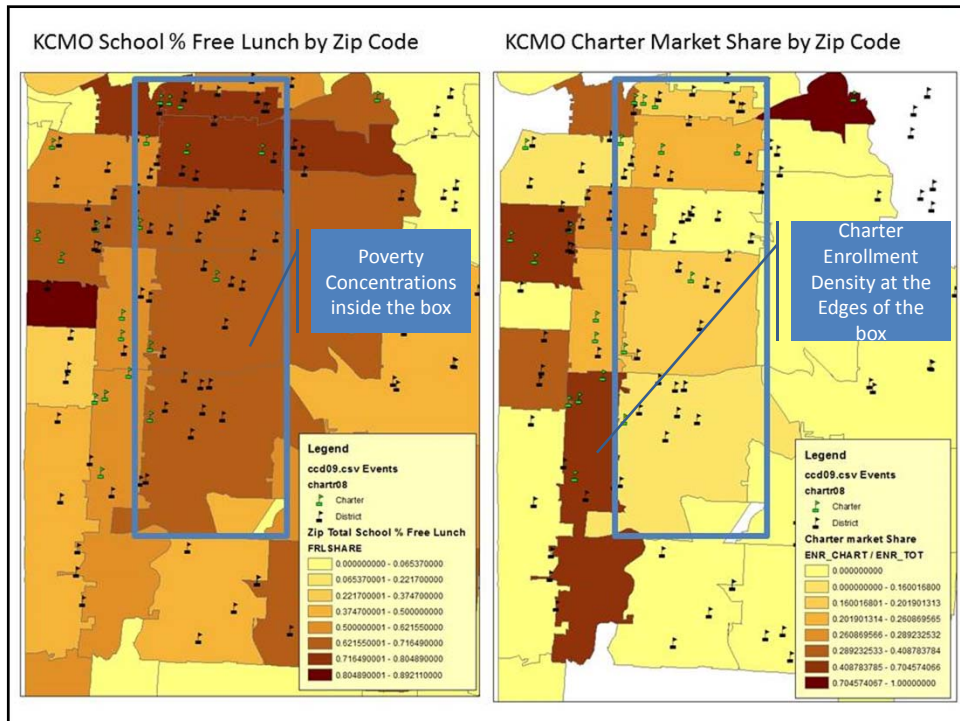 KCMO School % Free Lunch by Zip Code
Poverty
Concentrations
inside the box
Legend
ccd09.csv Events
chartr08
Charter
District
Zip Total School % Free Lunch
FRLSHARE
0.00000000 - 0.065370000
0.065370001 - 0.221700000
0.221700001 - 0.374700000
0.374700001 - 0.500000000
0.500000001 - 0.621550000
0.621550001 - 0.716490000
0.716490001 - 0.804890000
0.804890001 - 0.892110000
KCMO Charter Market Share by Zip Code
Charter
Enrollment
Density at the
Edges of the
box
Legend
ccd09.csv Events
chartr08
Charter
District
Charter market Share
ENR_CHART / ENR_TOT
0.000000000
0.000000000 - 0.160016800
0.160016801 - 0.201901313
0.201901314 - 0.260869565
0.260869566 - 0.289232532
0.289232533 - 0.408783784
0.408783785 - 0.704574066
0.704574067 - 1.00000000